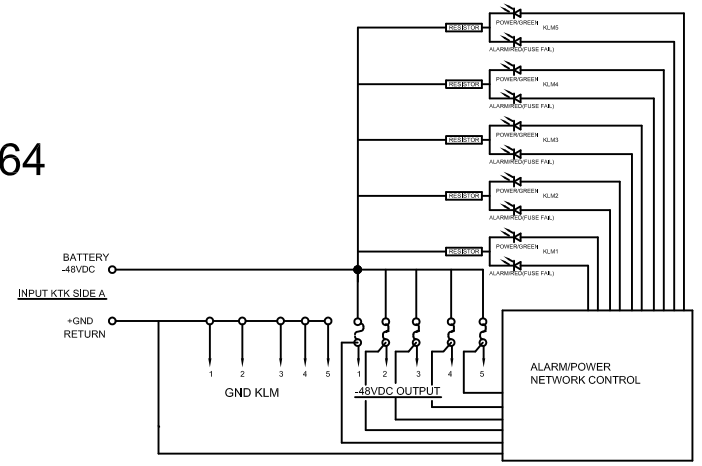 64
RESISTOR
POWER/GREEN KLM5
ALARM/RED(FUSE FAIL)
RESISTOR
POWER/GREEN KLM4
ALARM/RED(FUSE FAIL)
RESISTOR
POWER/GREEN KLM3
ALARM/RED(FUSE FAIL)
RESISTOR
POWER/GREEN KLM2
ALARM/RED(FUSE FAIL)
RESISTOR
POWER/GREEN KLM1
ALARM/RED(FUSE FAIL)
BATTERY
-48VDC
INPUT KTK SIDE A
+GND
RETURN
1 2 3 4 5
GND KLM
1 2 3 4 5
-48VDC OUTPUT
ALARM/POWER
NETWORK CONTROL